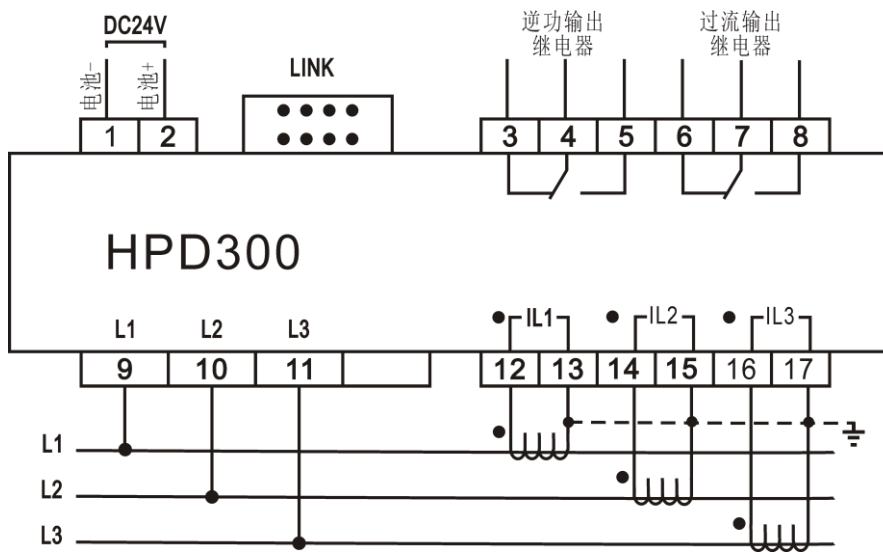 DC24V
逆功输出
继电器
过流输出
继电器
电池-
电池+
LINK
1 2 3 4 5 6 7 8
HPD300
L1 L2 L3 IL1 IL2 IL3
9 10 11 12 13 14 15 16 17
L1
L2
L3